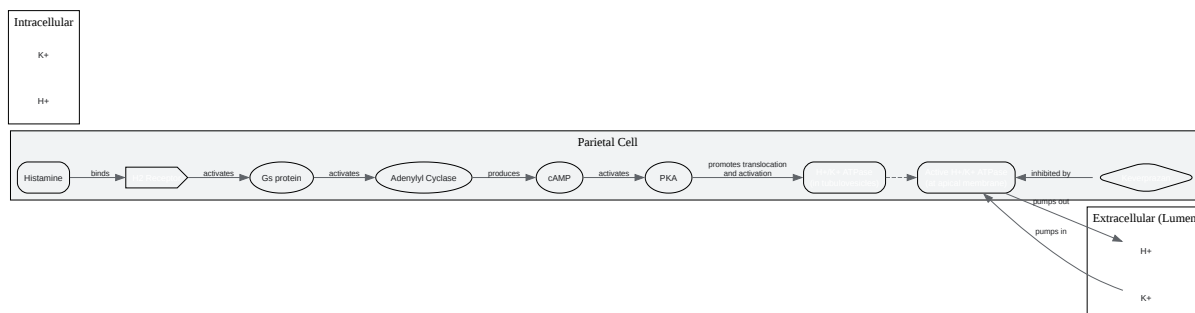 Intracellular
K+
H+
Parietal Cell
Histamine
binds
activates
Gs protein
activates
Adenylyl Cyclase
produces
cAMP
activates
PKA
promotes translocation
and activation
inhibited by
pumps out
pumps in
Extracellular (Lumen
H+
K+